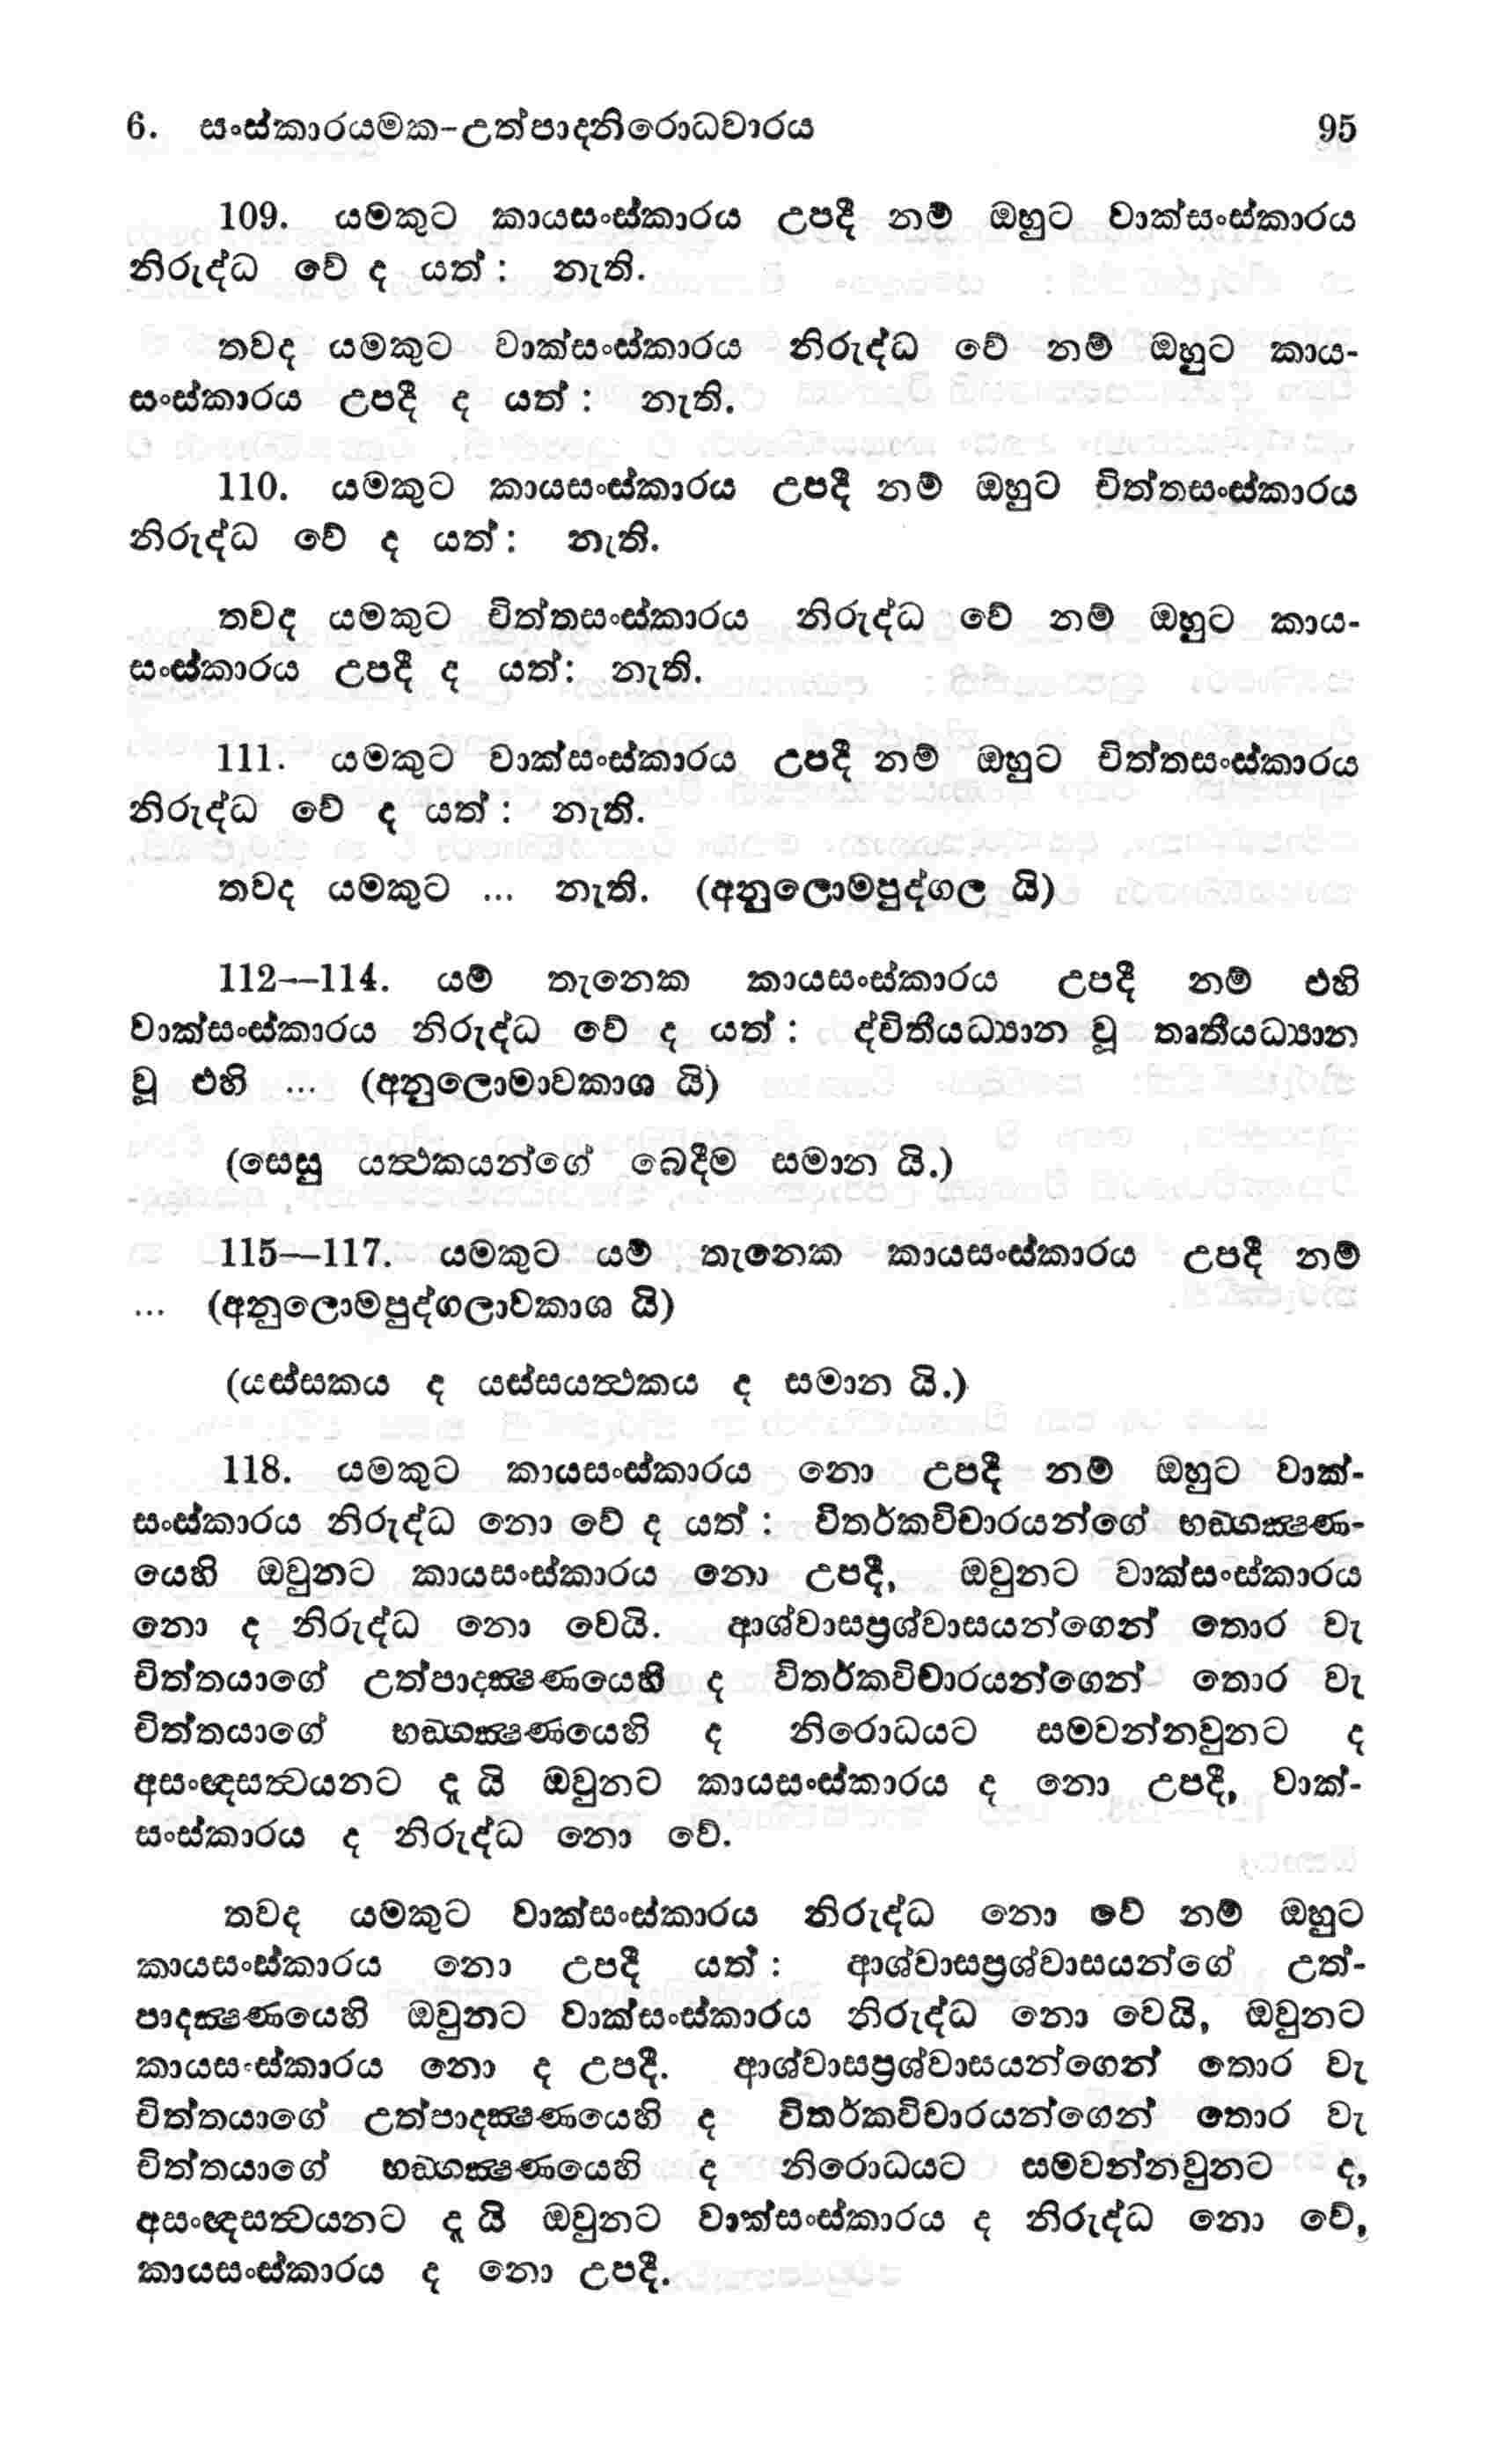 6. සංස්කාරයමක-උත්පාදනිරොධවාරය 95
109. යමකුට කායසංස්කාරය උපදී නම් ඔහුට වාක්සංස්කාරය
නිරුද්ධ වේ ද යත් : නැති.
තවද යමකුට වාක්සංස්කාරය නිරුද්ධ වේ නම් ඔහුට කාය-
සංස්කාරය උපදී ද යත් : නැති.
110. යමකුට කායසංස්කාරය උපදී නම් ඔහුට චිත්තසංස්කාරය
නිරුද්ධ වේ ද යත් : නැති.
තවද යමකුට චිත්තසංස්කාරය නිරුද්ධ වේ නම් ඔහුට කාය-
සංස්කාරය උපදී ද යත්: නැති.
111. යමකුට වාක්සංස්කාරය උපදී නම් ඔහුට චිත්තසංස්කාරය
නිරුද්ධ වේ ද යත් : නැති.
තවද යමකුට ... නැති. (අනුලොමපුද්ගල යි)
112—114. යම් තැනෙක කායසංස්කාරය උපදී නම් එහි
වාක්සංස්කාරය නිරුද්ධ වේ ද යත් : ද්විතීයධ්‍යාන වූ තෘතීයධ්‍යාන
වූ එහි ... (අනුලොමාවකාශ යි)
(සෙසු යත්‍ථකයන්ගේ බෙදීම සමාන යි.)
115—117. යමකුට යම් තැනෙක කායසංස්කාරය උපදී නම්
... (අනුලොමපුද්ගලාවකාශ යි)
(යස්සකය ද යස්සයත්‍ථකය ද සමාන යි.)
118. යමකුට කායසංස්කාරය නො උපදී නම් ඔහුට වාක්-
සංස්කාරය නිරුද්ධ නො වේ ද යත් : විතර්කවිචාරයන්ගේ භඞ්ගක්‍ෂණ-
යෙහි ඔවුනට කායසංස්කාරය නො උපදී, ඔවුනට වාක්සංස්කාරය
නො ද නිරුද්ධ නො වෙයි. ආශ්වාසප්‍රශ්වාසයන්ගෙන් තොර වැ
චිත්තයාගේ උත්පාදක්‍ෂණයෙහි ද විතර්කවිචාරයන්ගෙන් තොර වැ
චිත්තයාගේ භඞ්ගක්‍ෂණයෙහි ද නිරොධයට සමවන්නවුනට ද
අසංඥසත්‍වයනට දු යි ඔවුනට කායසංස්කාරය ද නො උපදී, වාක්-
සංස්කාරය ද නිරුද්ධ නො වේ.
තවද යමකුට වාක්සංස්කාරය නිරුද්ධ නො වේ නම් ඔහුට
කායසංස්කාරය නො උපදී යත් : ආශ්වාසප්‍රශ්වාසයන්ගේ උත්-
පාදක්‍ෂණයෙහි ඔවුනට වාක්සංස්කාරය නිරුද්ධ නො වෙයි, ඔවුනට
කායසංස්කාරය නො ද උපදී. ආශ්වාසප්‍රශ්වාසයන්ගෙන් තොර වැ
චිත්තයාගේ උත්පාදක්‍ෂණයෙහි ද විතර්කවිචාරයන්ගෙන් තොර වැ
චිත්තයාගේ භඞ්ගක්‍ෂණයෙහි ද නිරොධයට සමවන්නවුනට ද,
අසංඥසත්‍වයනට දු යි ඔවුනට වාක්සංස්කාරය ද නිරුද්ධ නො වේ,
කායසංස්කාරය ද නො උපදී.